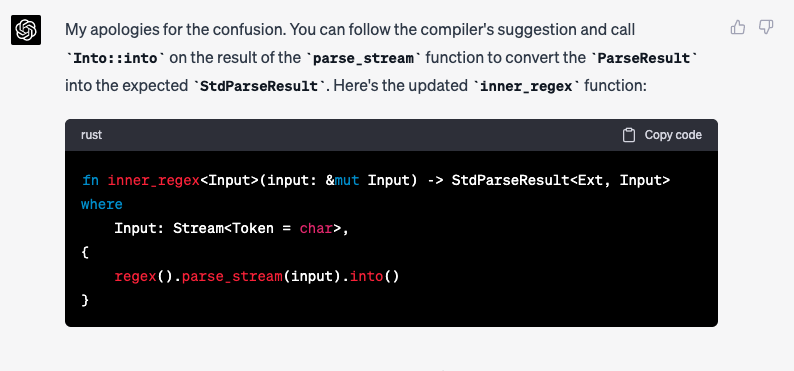 My apologies for the confusion. You can follow the compiler's suggestion and call
`Into::into` on the result of the `parse_stream` function to convert the `ParseResult`
into the expected `StdParseResult`. Here's the updated `inner_regex` function:
rust Copy code
fn inner_regex<Input>(input: &mut Input) -> StdParseResult<Ext, Input>
where
    Input: Stream<Token = char>,
{
    regex().parse_stream(input).into()
}